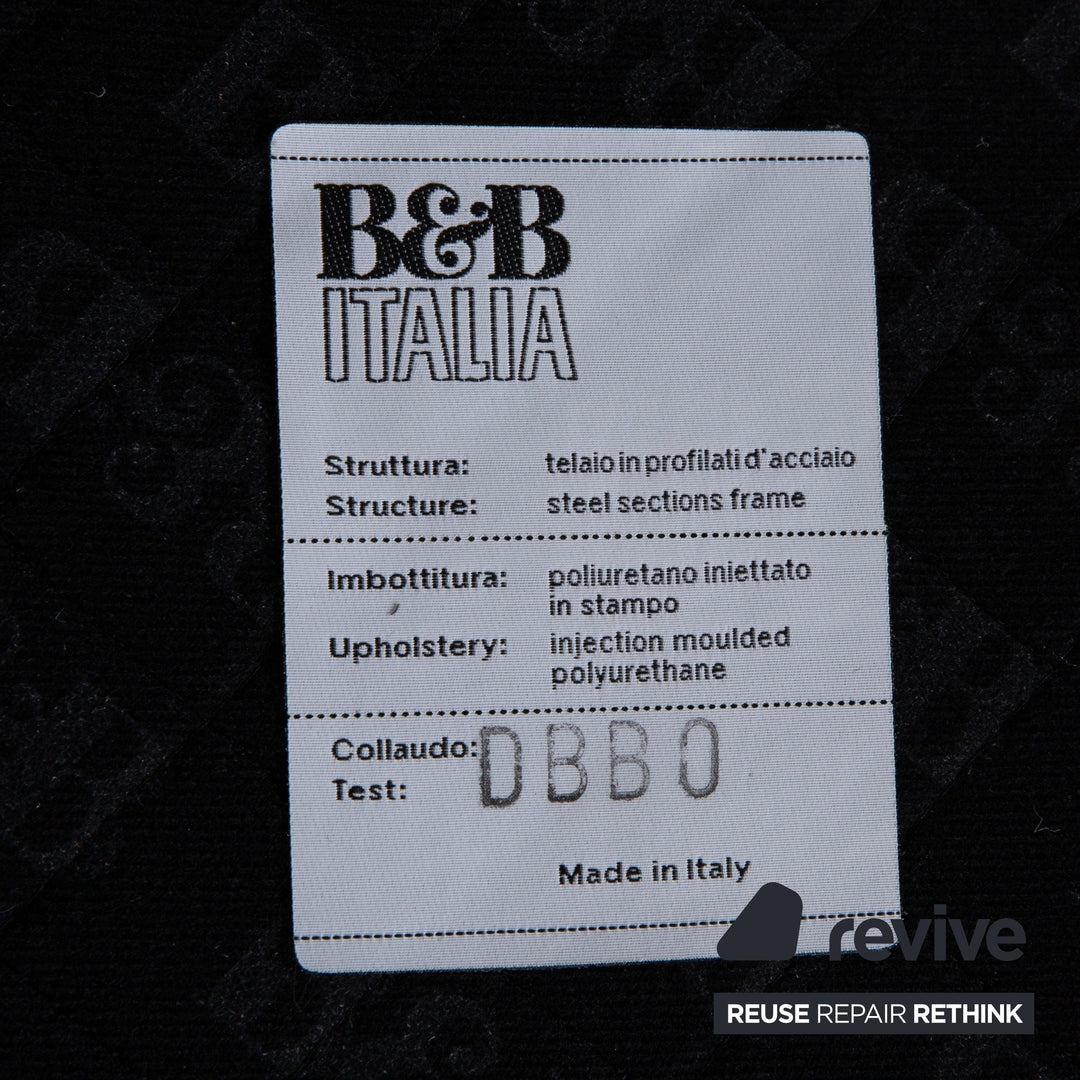 B&B
ITALIA
Struttura: telaio in profilati d'acciaio
Structure: steel sections frame
Imbottitura: poliuretano iniettato
in stampo
Upholstery: injection moulded
polyurethane
Collaudo: DBBO
Test:
Made in Italy
revive
REUSE REPAIR RETHINK